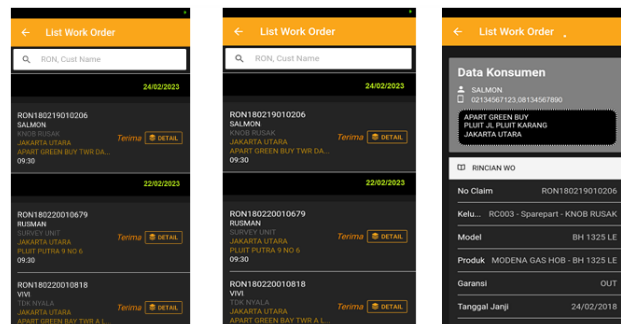 List Work Order
RON, Cust Name
24/02/2023
RON180219010206
SALMON
KNOB RUSAK
JAKARTA UTARA
APART GREEN BUY TWR DA...
09:30
Terima DETAIL
22/02/2023
RON180220010679
RUSMAN
SURVEY UNIT
JAKARTA UTARA
PLUIT PUTRA 9 NO 6
09:30
Terima DETAIL
RON180220010818
VIVI
TDK NYALA
JAKARTA UTARA
APART GREEN BAY TWR A L...
Terima DETAIL
List Work Order
RON, Cust Name
24/02/2023
RON180219010206
SALMON
KNOB RUSAK
JAKARTA UTARA
APART GREEN BUY TWR DA...
09:30
Terima DETAIL
22/02/2023
RON180220010679
RUSMAN
SURVEY UNIT
JAKARTA UTARA
PLUIT PUTRA 9 NO 6
09:30
Terima DETAIL
RON180220010818
VIVI
TDK NYALA
JAKARTA UTARA
APART GREEN BAY TWR A L...
Terima DETAIL
List Work Order
Data Konsumen
SALMON
02134567123,08134567890
APART GREEN BUY
PLUIT JL PLUIT KARANG
JAKARTA UTARA
RINCIAN WO
No Claim RON180219010206
Kelu... RC003 - Sparepart - KNOB RUSAK
Model BH 1325 LE
Produk MODENA GAS HOB - BH 1325 LE
Garansi OUT
Tanggal Janji 24/02/2018